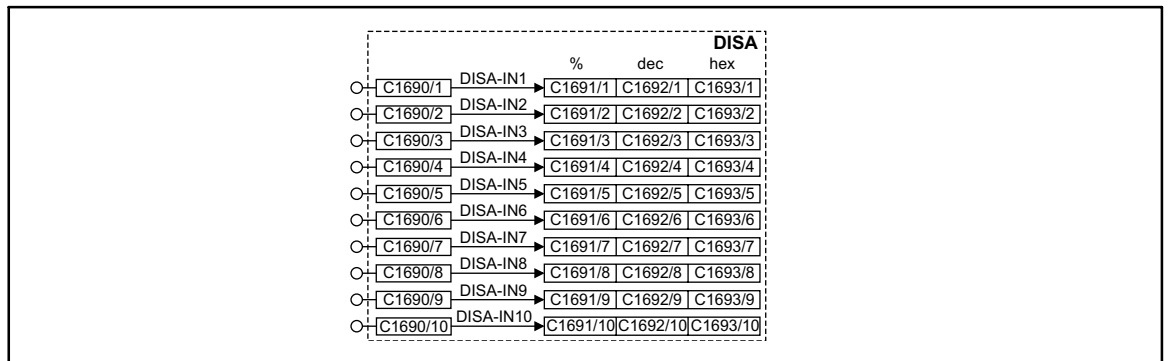 DISA
% dec hex
C1690/1 DISA-IN1 C1691/1 C1692/1 C1693/1
C1690/2 DISA-IN2 C1691/2 C1692/2 C1693/2
C1690/3 DISA-IN3 C1691/3 C1692/3 C1693/3
C1690/4 DISA-IN4 C1691/4 C1692/4 C1693/4
C1690/5 DISA-IN5 C1691/5 C1692/5 C1693/5
C1690/6 DISA-IN6 C1691/6 C1692/6 C1693/6
C1690/7 DISA-IN7 C1691/7 C1692/7 C1693/7
C1690/8 DISA-IN8 C1691/8 C1692/8 C1693/8
C1690/9 DISA-IN9 C1691/9 C1692/9 C1693/9
C1690/10 DISA-IN10 C1691/10 C1692/10 C1693/10